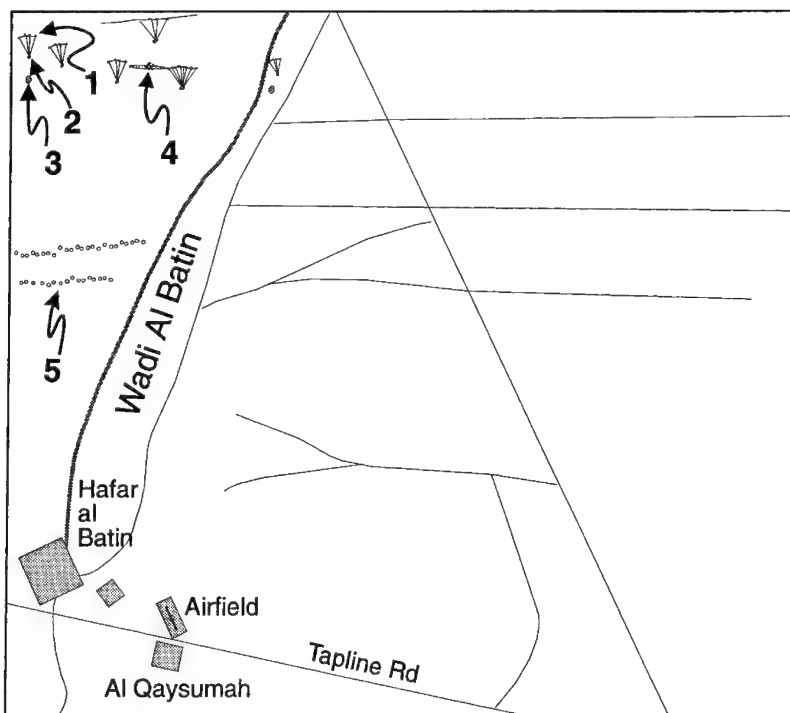 1
2
3
4
5
Wadi Al Batin
Hafar
al
Batin
Airfield
Tapline Rd
Al Qaysumah